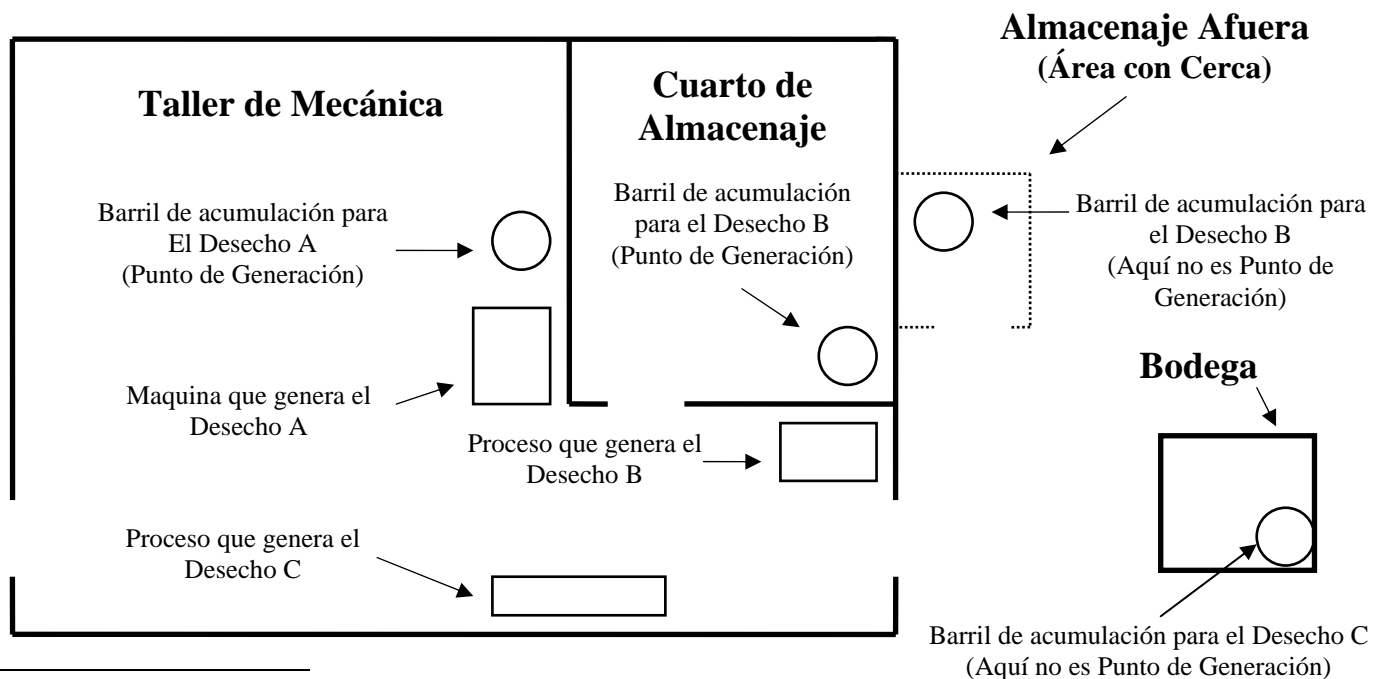 Almacenaje Afuera
(Área con Cerca)
Taller de Mecánica
Cuarto de
Almacenaje
Barril de acumulación para
El Desecho A
(Punto de Generación)
Barril de acumulación
para el Desecho B
(Punto de Generación)
Barril de acumulación para
el Desecho B
(Aquí no es Punto de
Generación)
Bodega
Maquina que genera el
Desecho A
Proceso que genera el
Desecho B
Proceso que genera el
Desecho C
Barril de acumulación para el Desecho C
(Aquí no es Punto de Generación)